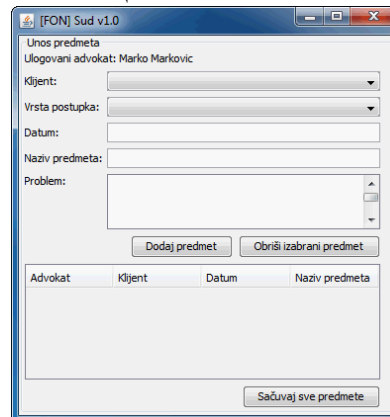 [FON] Sud v1.0
Unos predmeta
Ulogovani advokat: Marko Markovic
Klijent:
Vrsta postupka:
Datum:
Naziv predmeta:
Problem:
Dodaj predmet Obriši izabrani predmet
Advokat Klijent Datum Naziv predmeta
Sačuvaj sve predmete